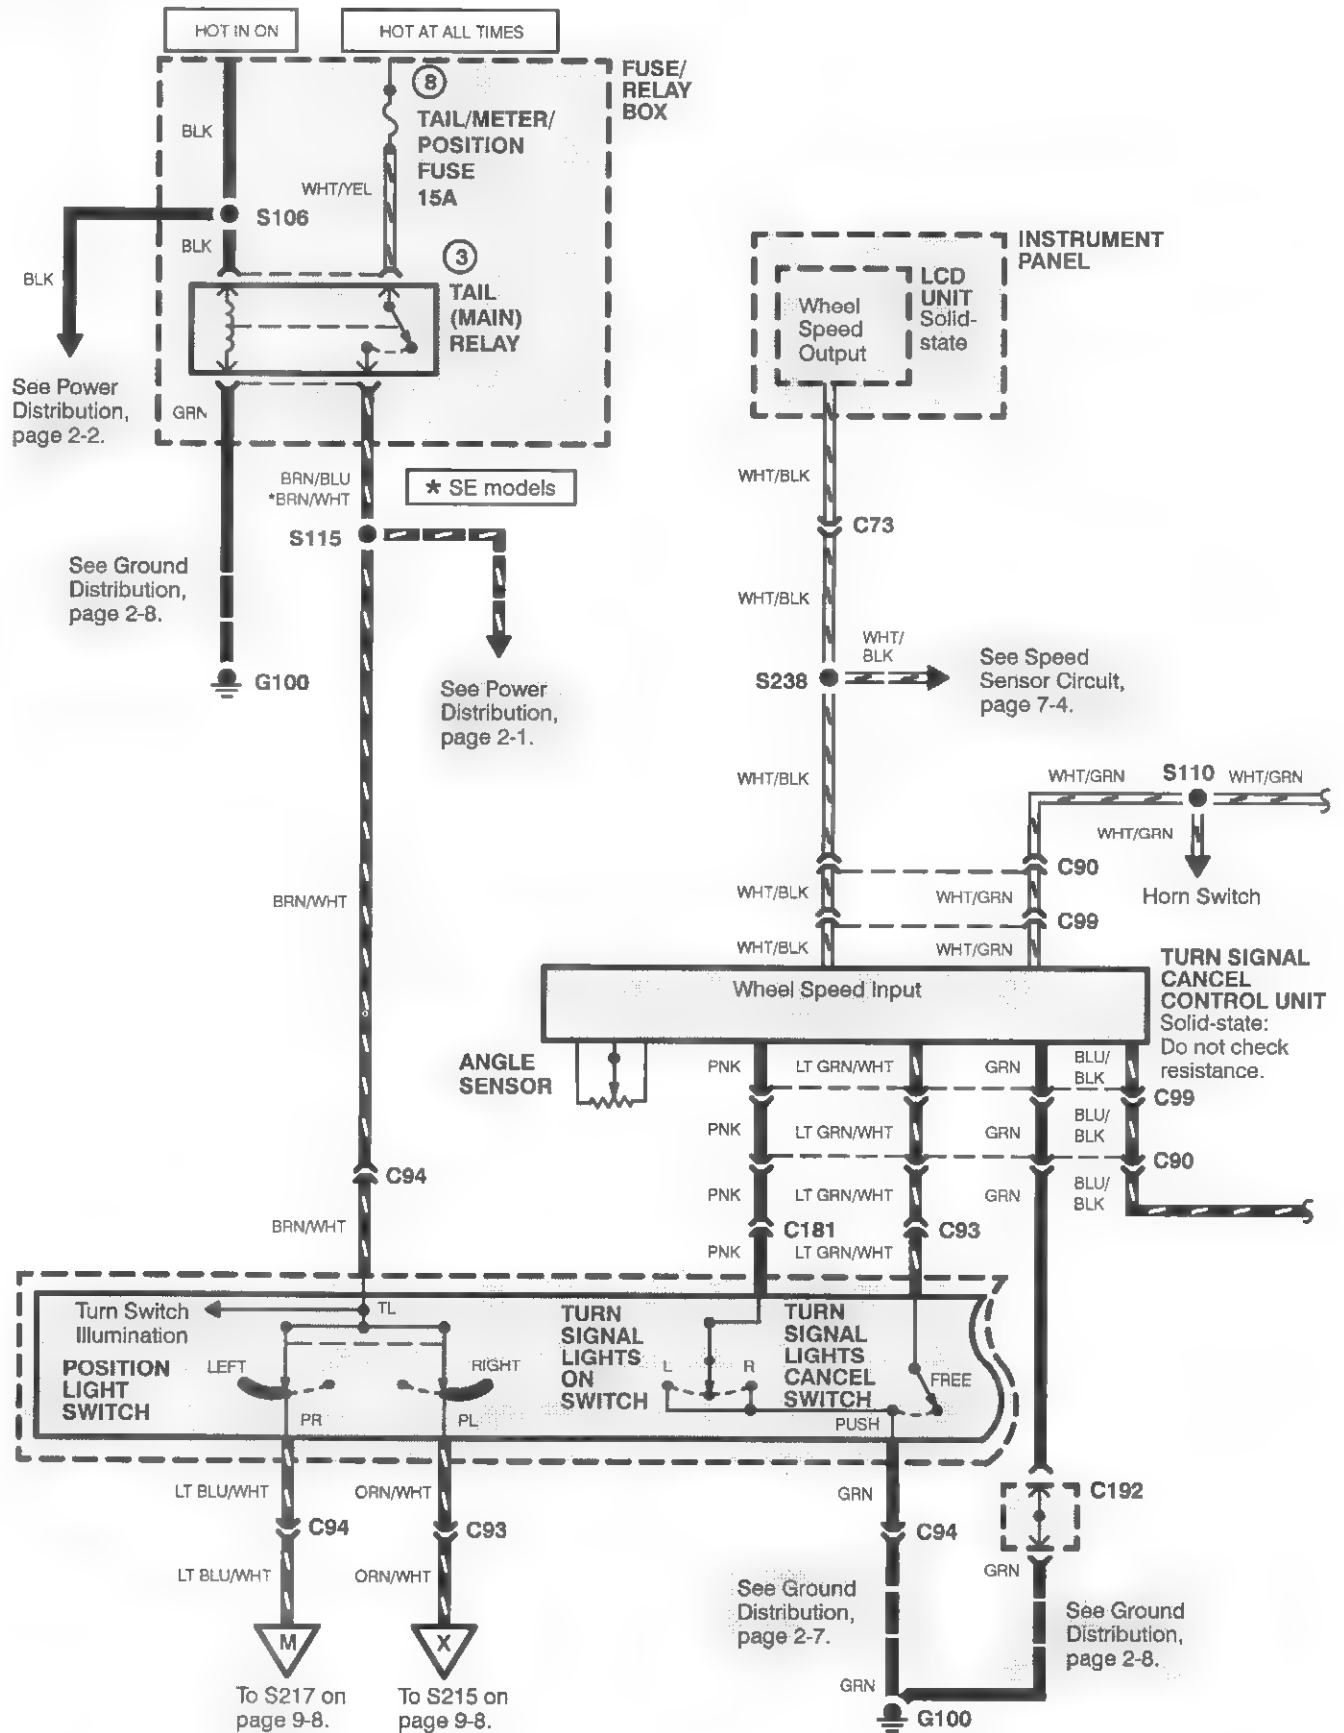 HOT IN ON
HOT AT ALL TIMES
FUSE/
RELAY
BOX
8
TAIL/METER/
POSITION
FUSE
15A
BLK
WHT/YEL
S106
BLK
BLK
3
TAIL
(MAIN)
RELAY
See Power
Distribution,
page 2-2.
GRN
BRN/BLU
*BRN/WHT
★ SE models
S115
See Ground
Distribution,
page 2-8.
G100
See Power
Distribution,
page 2-1.
INSTRUMENT
PANEL
LCD
UNIT
Solid-
state
Wheel
Speed
Output
WHT/BLK
C73
WHT/BLK
WHT/
BLK
S238
See Speed
Sensor Circuit,
page 7-4.
WHT/BLK
WHT/GRN
S110
WHT/GRN
WHT/GRN
C90
Horn Switch
WHT/BLK
WHT/GRN
C99
WHT/BLK
WHT/GRN
BRN/WHT
TURN SIGNAL
CANCEL
CONTROL UNIT
Solid-state:
Do not check
resistance.
Wheel Speed Input
ANGLE
SENSOR
PNK
LT GRN/WHT
GRN
BLU/
BLK
C99
PNK
LT GRN/WHT
GRN
BLU/
BLK
C90
C94
PNK
LT GRN/WHT
GRN
BLU/
BLK
BRN/WHT
C181
C93
PNK
LT GRN/WHT
Turn Switch
Illumination
TL
POSITION
LIGHT
SWITCH
LEFT
RIGHT
PR
PL
TURN
SIGNAL
LIGHTS
ON
SWITCH
L
R
TURN
SIGNAL
LIGHTS
CANCEL
SWITCH
FREE
PUSH
LT BLU/WHT
ORN/WHT
GRN
C192
C94
C93
C94
LT BLU/WHT
ORN/WHT
GRN
M
X
See Ground
Distribution,
page 2-7.
See Ground
Distribution,
page 2-8.
To S217 on
page 9-8.
To S215 on
page 9-8.
GRN
G100